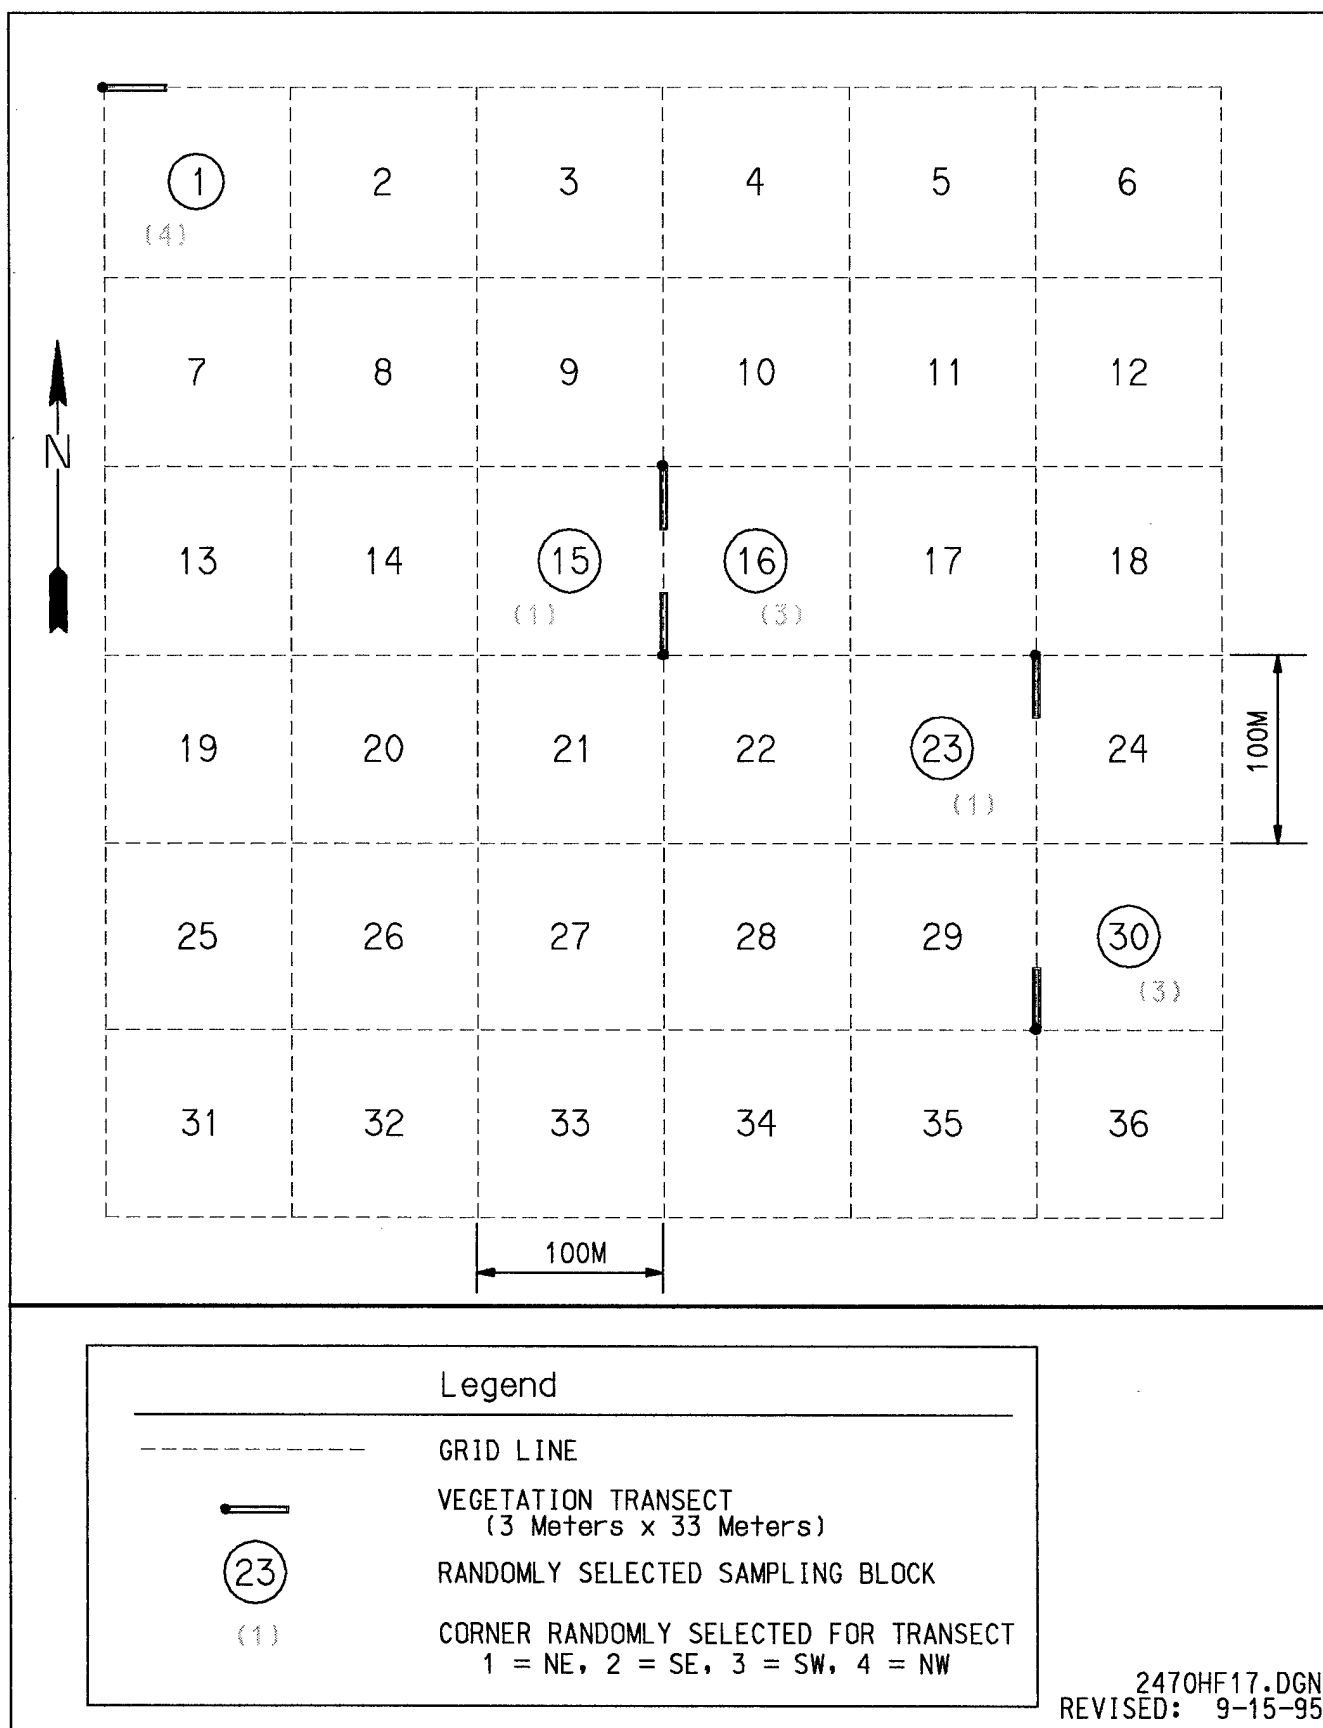 1 2 3 4 5 6
(4)
7 8 9 10 11 12
N
13 14 15 16 17 18
(1) (3)
19 20 21 22 23 24
100M
(1)
25 26 27 28 29 30
(3)
31 32 33 34 35 36
100M
Legend
GRID LINE
VEGETATION TRANSECT
(3 Meters x 33 Meters)
23 RANDOMLY SELECTED SAMPLING BLOCK
(1) CORNER RANDOMLY SELECTED FOR TRANSECT
1 = NE, 2 = SE, 3 = SW, 4 = NW
2470HF17.DGN
REVISED: 9-15-95